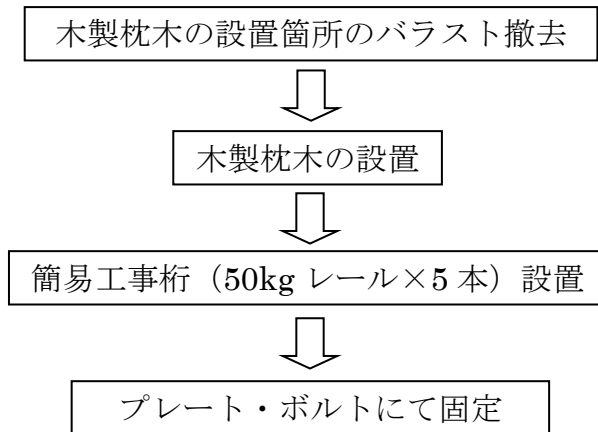 木製枕木の設置箇所のバラスト撤去
木製枕木の設置
簡易工事桁（50kg レール×5 本）設置
プレート・ボルトにて固定